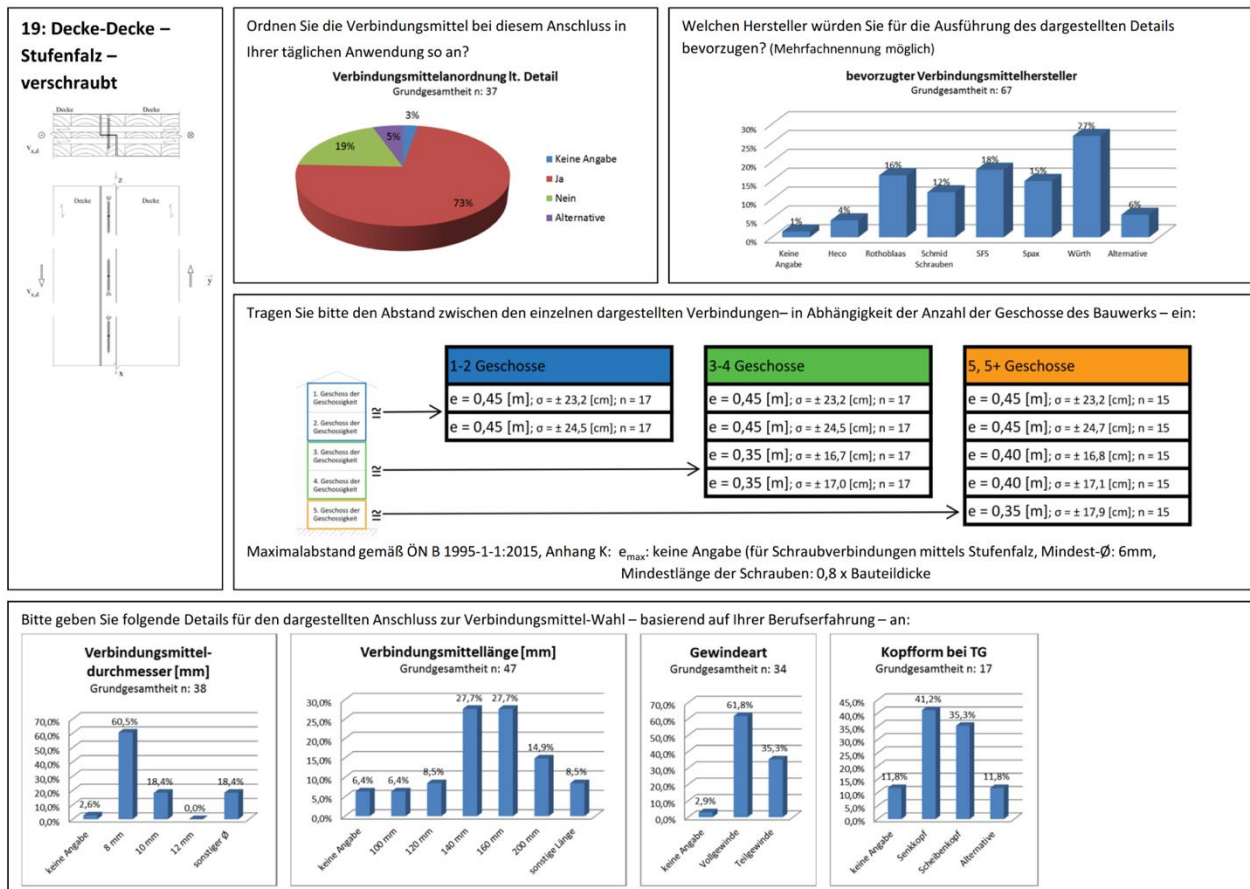 19: Decke-Decke –
Stufenfalz –
verschraubt
Decke Decke
v x,d
z
Decke Decke
v x,d
y
x
Ordnen Sie die Verbindungsmittel bei diesem Anschluss in
Ihrer täglichen Anwendung so an?
Verbindungsmittelanordnung lt. Detail
Grundgesamtheit n: 37
3%
5%
19%
73%
Keine Angabe
Ja
Nein
Alternative
Welchen Hersteller würden Sie für die Ausführung des dargestellten Details
bevorzugen? (Mehrfachnennung möglich)
bevorzugter Verbindungsmittelhersteller
Grundgesamtheit n: 67
30%
25%
20%
15%
10%
5%
0%
1% 4% 16% 12% 18% 15% 27% 6%
Keine Angabe Heco Rothoblaas Schmid Schrauben SFS Spax Würth Alternative
Tragen Sie bitte den Abstand zwischen den einzelnen dargestellten Verbindungen– in Abhängigkeit der Anzahl der Geschosse des Bauwerks – ein:
1-2 Geschosse
e = 0,45 [m]; σ = ± 23,2 [cm]; n = 17
e = 0,45 [m]; σ = ± 24,5 [cm]; n = 17
3-4 Geschosse
e = 0,45 [m]; σ = ± 23,2 [cm]; n = 17
e = 0,45 [m]; σ = ± 24,5 [cm]; n = 17
e = 0,35 [m]; σ = ± 16,7 [cm]; n = 17
e = 0,35 [m]; σ = ± 17,0 [cm]; n = 17
5, 5+ Geschosse
e = 0,45 [m]; σ = ± 23,2 [cm]; n = 15
e = 0,45 [m]; σ = ± 24,7 [cm]; n = 15
e = 0,40 [m]; σ = ± 16,8 [cm]; n = 15
e = 0,40 [m]; σ = ± 17,1 [cm]; n = 15
e = 0,35 [m]; σ = ± 17,9 [cm]; n = 15
1. Geschoss der
Geschossigkeit
2. Geschoss der
Geschossigkeit
3. Geschoss der
Geschossigkeit
4. Geschoss der
Geschossigkeit
5. Geschoss der
Geschossigkeit
Maximalabstand gemäß ÖN B 1995-1-1:2015, Anhang K: emax: keine Angabe (für Schraubverbindungen mittels Stufenfalz, Mindest-Ø: 6mm,
Mindestlänge der Schrauben: 0,8 x Bauteildicke
Bitte geben Sie folgende Details für den dargestellten Anschluss zur Verbindungsmittel-Wahl – basierend auf Ihrer Berufserfahrung – an:
Verbindungsmittel-
durchmesser [mm]
Grundgesamtheit n: 38
70,0%
60,0%
50,0%
40,0%
30,0%
20,0%
10,0%
0,0%
2,6% 60,5% 18,4% 0,0% 18,4%
keine Angabe 8 mm 10 mm 12 mm sonstiger Ø
Verbindungsmittellänge [mm]
Grundgesamtheit n: 47
30,0%
25,0%
20,0%
15,0%
10,0%
5,0%
0,0%
6,4% 6,4% 8,5% 27,7% 27,7% 14,9% 8,5%
keine Angabe 100 mm 120 mm 140 mm 160 mm 200 mm sonstige Länge
Gewindeart
Grundgesamtheit n: 34
70,0%
60,0%
50,0%
40,0%
30,0%
20,0%
10,0%
0,0%
2,9% 61,8% 35,3%
keine Angabe Vollgewinde Teilgewinde
Kopfform bei TG
Grundgesamtheit n: 17
45,0%
40,0%
35,0%
30,0%
25,0%
20,0%
15,0%
10,0%
5,0%
0,0%
11,8% 41,2% 35,3% 11,8%
keine Angabe Senkkopf Scheibenkopf Alternative